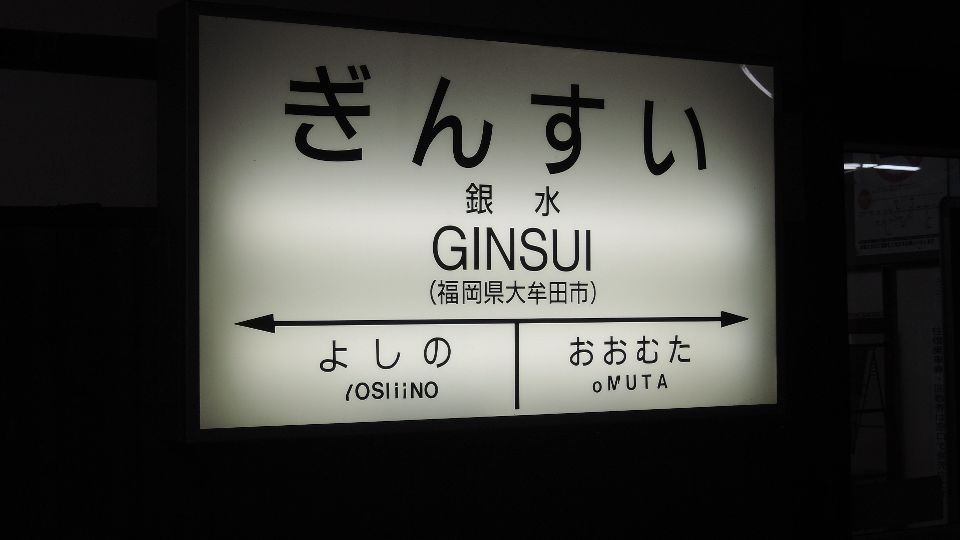 ぎんすい
銀水
GINSUI
(福岡県大牟田市)
よしの おおむた
YOSHINO OMUTA